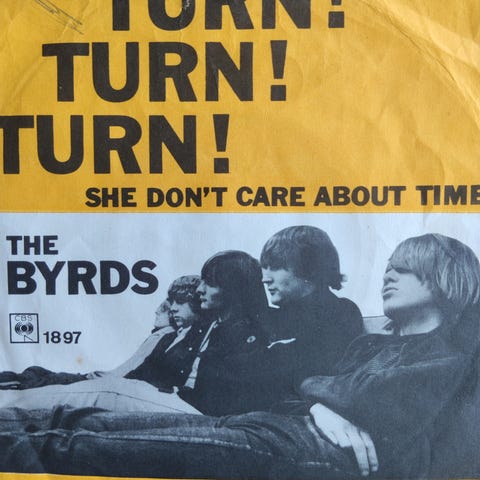 TURN!
TURN!
TURN!
SHE DON'T CARE ABOUT TIME
THE
BYRDS
CBS
1897